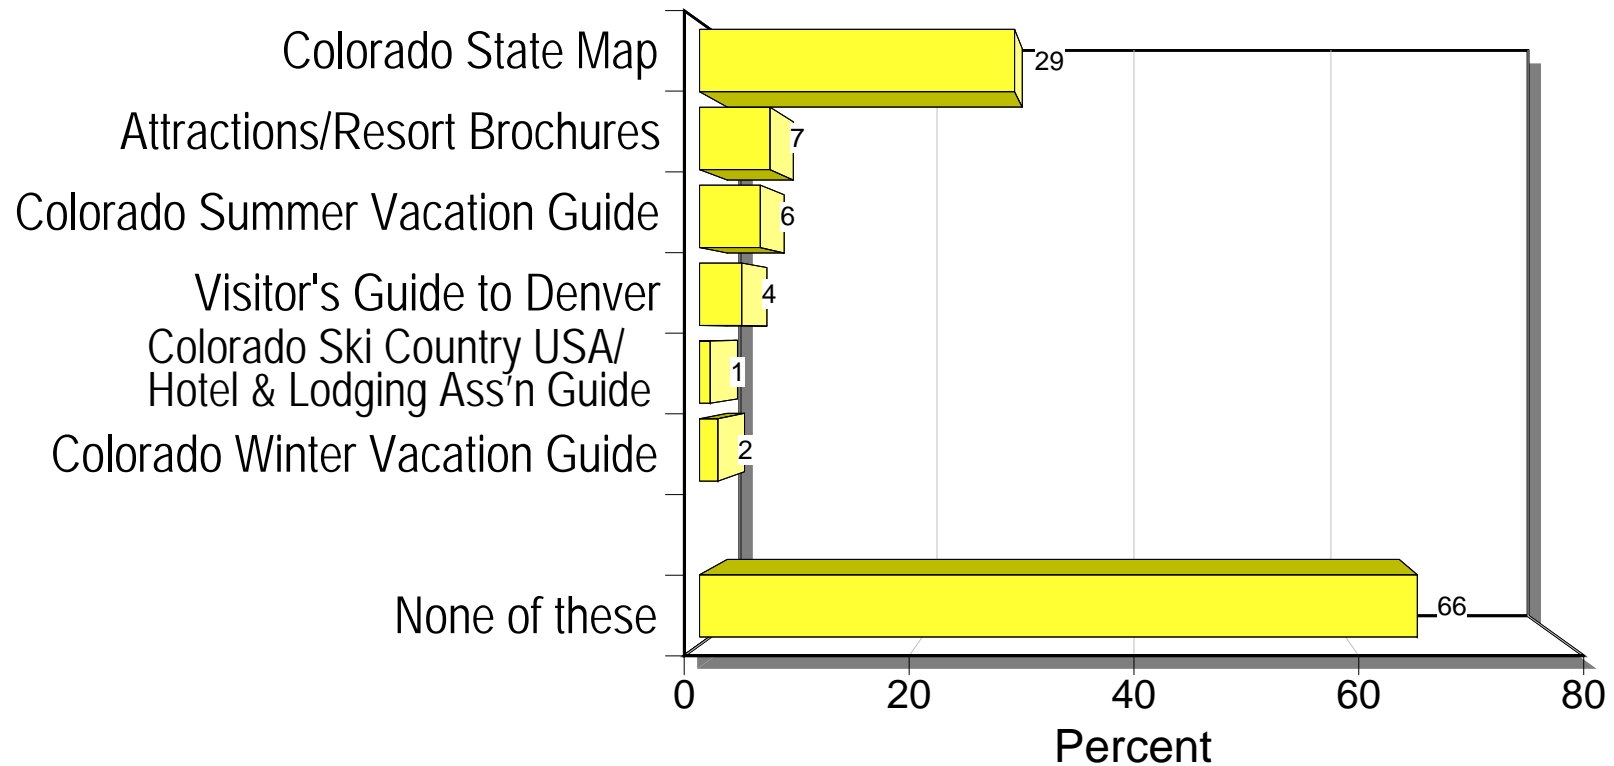 Colorado State Map
29
Attractions/Resort Brochures
7
Colorado Summer Vacation Guide
6
Visitor's Guide to Denver
4
Colorado Ski Country USA/
Hotel & Lodging Ass’n Guide
1
Colorado Winter Vacation Guide
2
None of these
66
0 20 40 60 80
Percent